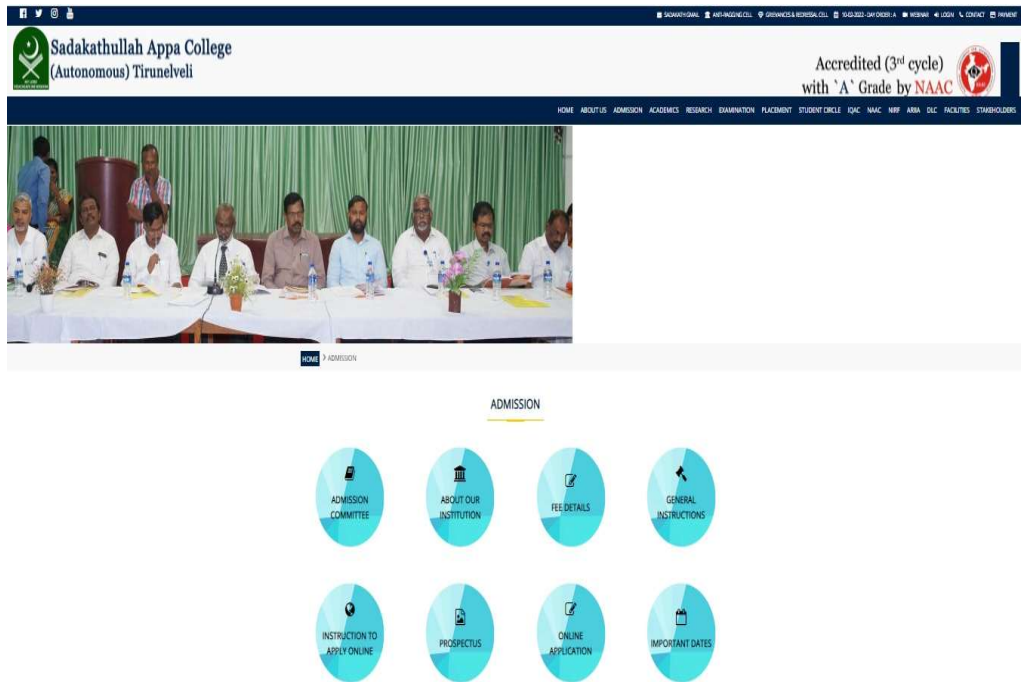 SADAKATH GMAIL ANTI-RAGGING CELL GRIEVANCES & REDRESSAL CELL 10-02-2022 - DAY ORDER : A WEBINAR LOGIN CONTACT PAYMENT
Sadakathullah Appa College
(Autonomous) Tirunelveli
Accredited (3rd cycle)
with `A` Grade by NAAC
HOME ABOUT US ADMISSION ACADEMICS RESEARCH EXAMINATION PLACEMENT STUDENT CIRCLE IQAC NAAC NIRF ARIIA DLC FACILITIES STAKEHOLDERS
HOME > ADMISSION
ADMISSION
ADMISSION
COMMITTEE
ABOUT OUR
INSTITUTION
FEE DETAILS
GENERAL
INSTRUCTIONS
INSTRUCTION TO
APPLY ONLINE
PROSPECTUS
ONLINE
APPLICATION
IMPORTANT DATES